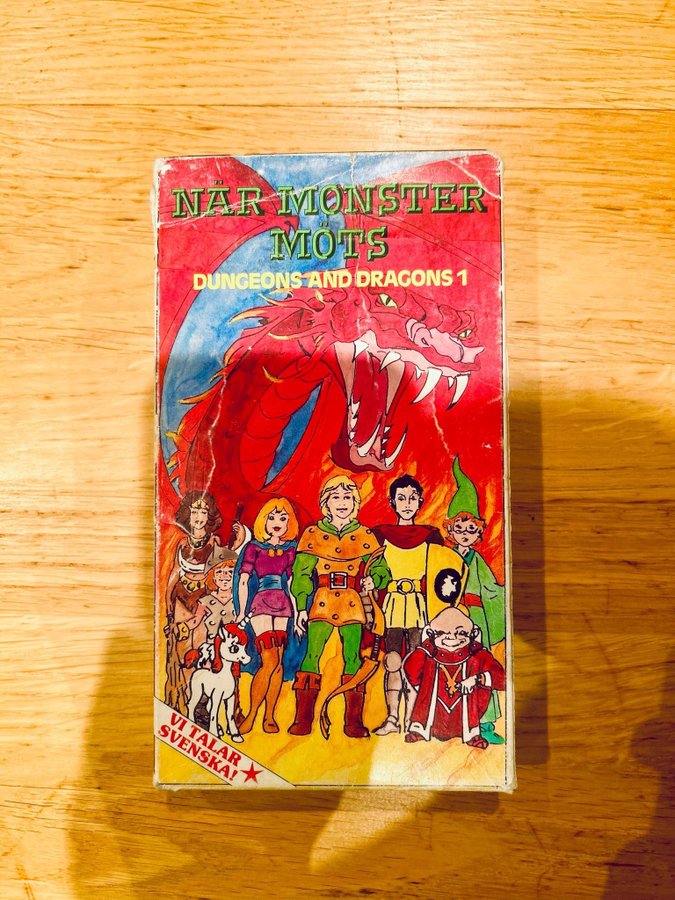 NÄR MONSTER
MÖTS
DUNGEONS AND DRAGONS 1
VI TALAR
SVENSKA!